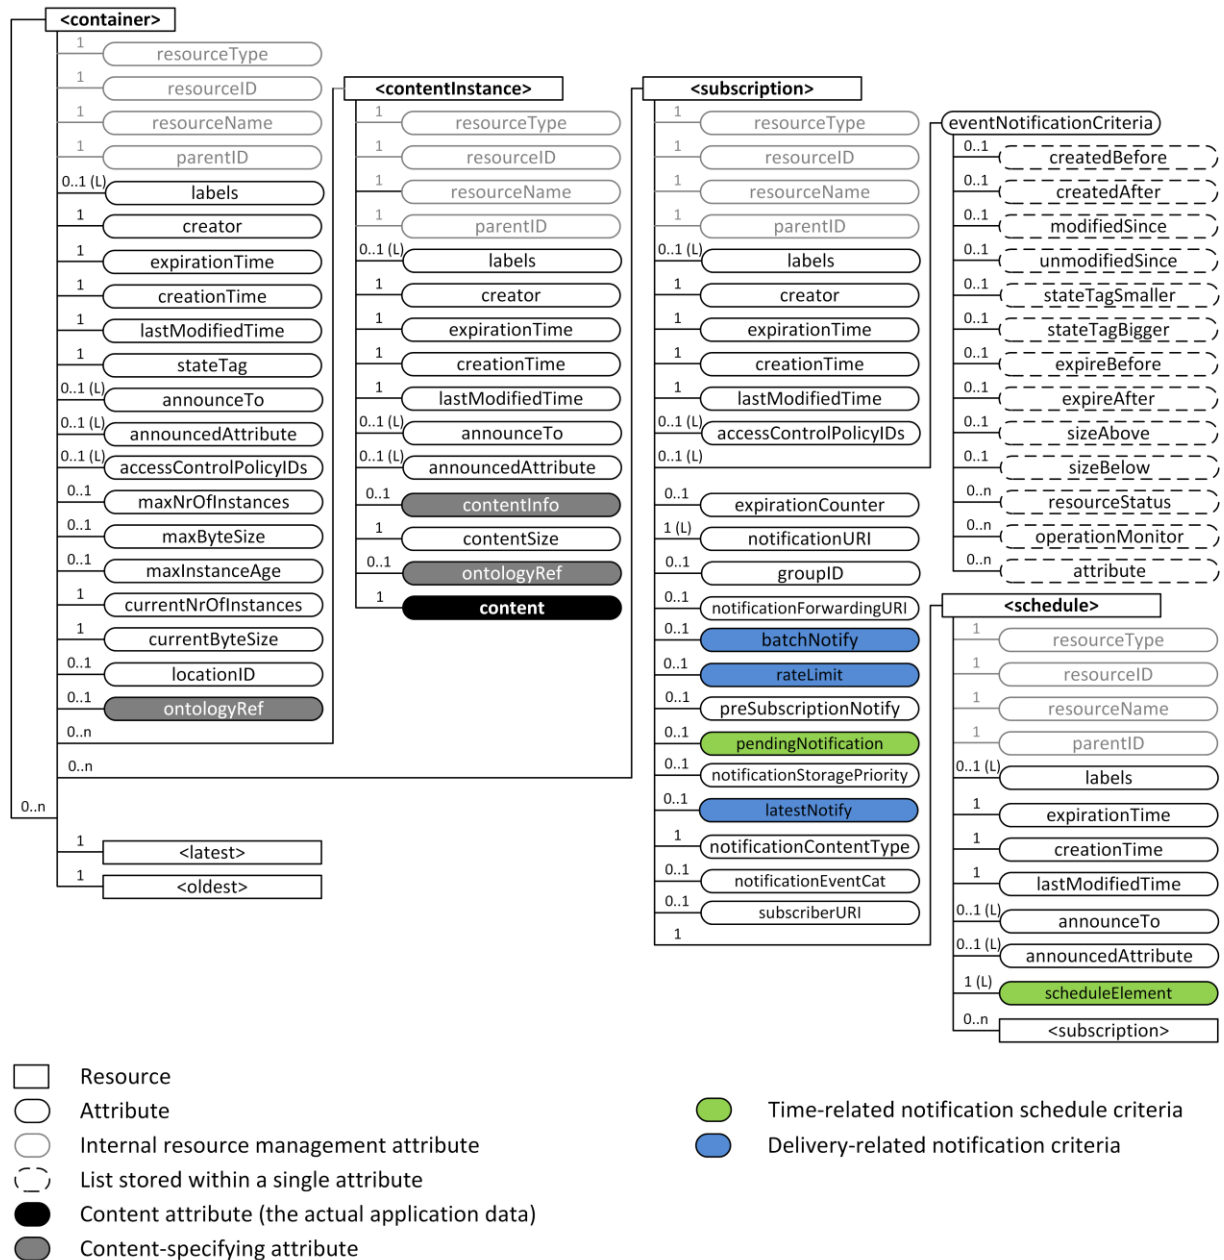 <container>
1
resourceType
1
resourceID
1
resourceName
1
parentID
0..1 (L)
labels
1
creator
1
expirationTime
1
creationTime
1
lastModifiedTime
1
stateTag
0..1 (L)
announceTo
0..1 (L)
announcedAttribute
0..1 (L)
accessControlPolicyIDs
0..1
maxNrOfInstances
0..1
maxByteSize
0..1
maxInstanceAge
1
currentNrOfInstances
1
currentByteSize
0..1
locationID
0..1
ontologyRef
0..n
0..n
0..n
1
<latest>
1
<oldest>
<contentInstance>
1
resourceType
1
resourceID
1
resourceName
1
parentID
0..1 (L)
labels
1
creator
1
expirationTime
1
creationTime
1
lastModifiedTime
0..1 (L)
announceTo
0..1 (L)
announcedAttribute
0..1
contentInfo
1
contentSize
0..1
ontologyRef
1
content
<subscription>
1
resourceType
1
resourceID
1
resourceName
1
parentID
0..1 (L)
labels
1
creator
1
expirationTime
1
creationTime
1
lastModifiedTime
0..1 (L)
accessControlPolicyIDs
0..1 (L)
0..1
expirationCounter
1 (L)
notificationURI
0..1
groupID
0..1
notificationForwardingURI
0..1
batchNotify
0..1
rateLimit
0..1
preSubscriptionNotify
0..1
pendingNotification
0..1
notificationStoragePriority
0..1
latestNotify
1
notificationContentType
0..1
notificationEventCat
0..1
subscriberURI
1
eventNotificationCriteria
0..1
createdBefore
0..1
createdAfter
0..1
modifiedSince
0..1
unmodifiedSince
0..1
stateTagSmaller
0..1
stateTagBigger
0..1
expireBefore
0..1
expireAfter
0..1
sizeAbove
0..1
sizeBelow
0..n
resourceStatus
0..n
operationMonitor
0..n
attribute
<schedule>
1
resourceType
1
resourceID
1
resourceName
1
parentID
0..1 (L)
labels
1
expirationTime
1
creationTime
1
lastModifiedTime
0..1 (L)
announceTo
0..1 (L)
announcedAttribute
1 (L)
scheduleElement
0..n
<subscription>
Resource
Attribute
Internal resource management attribute
List stored within a single attribute
Content attribute (the actual application data)
Content-specifying attribute
Time-related notification schedule criteria
Delivery-related notification criteria